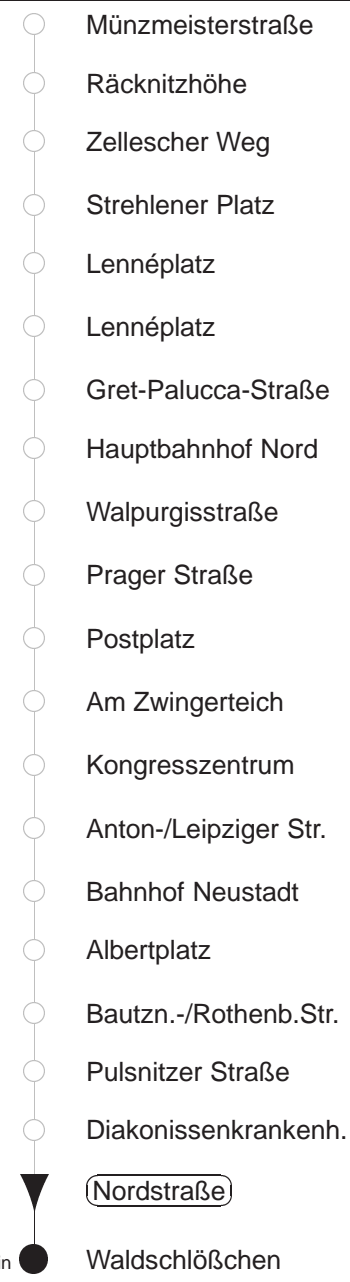 Münzmeisterstraße
Räcknitzhöhe
Zellescher Weg
Strehlener Platz
Lennéplatz
Lennéplatz
Gret-Palucca-Straße
Hauptbahnhof Nord
Walpurgisstraße
Prager Straße
Postplatz
Am Zwingerteich
Kongresszentrum
Anton-/Leipziger Str.
Bahnhof Neustadt
Albertplatz
Bautzn.-/Rothenb.Str.
Pulsnitzer Straße
Diakonissenkrankenh.
Nordstraße
Waldschlößchen